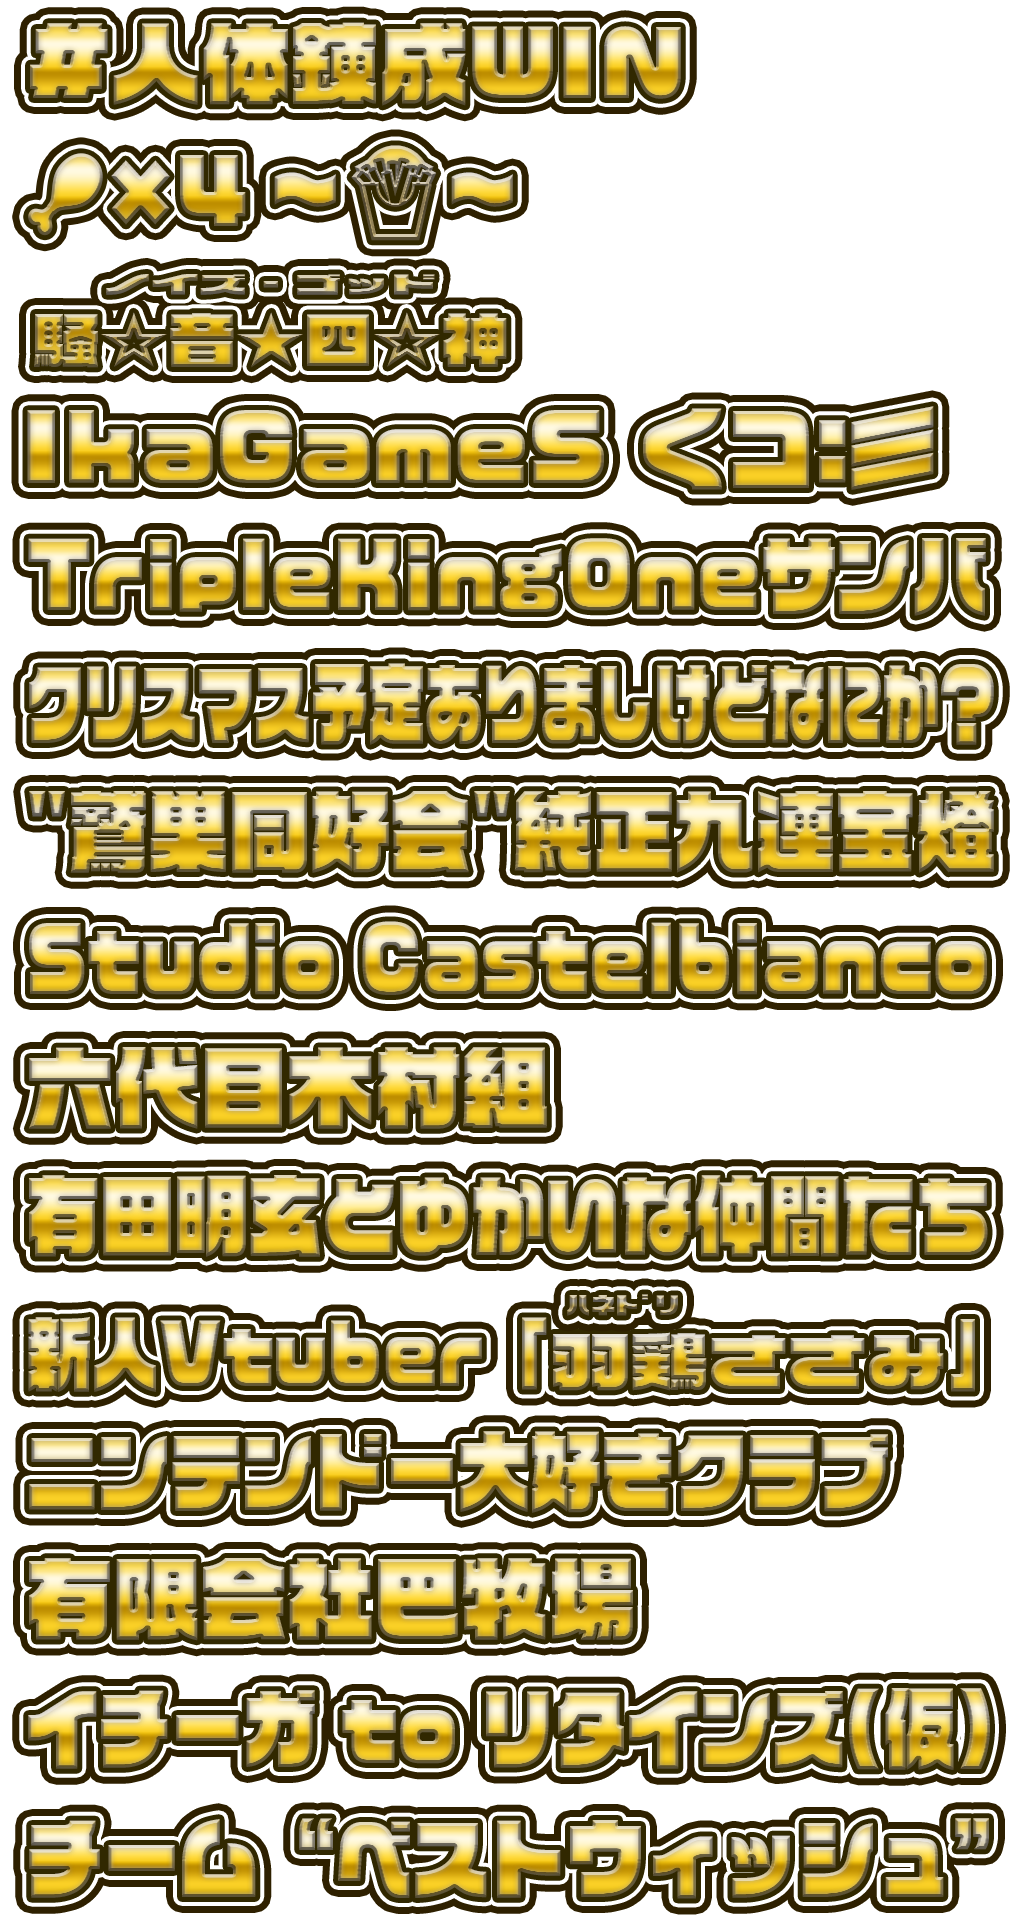 #人体錬成WIN
🍗×4～🍟～
ノイズ・ゴッド
騒☆音★四☆神
IkaGameS くコ:彡
TripleKingOneサンバ
クリスマス予定ありましけどなにか？
"鷲巣同好会"純正九連宝燈
Studio Castelbianco
六代目木村組
有田明玄とゆかいな仲間たち
ハネドリ
新人Vtuber「羽鶏ささみ」
ニンテンドー大好きクラブ
有限会社巴牧場
イチーガ to リタインズ(仮)
チーム “ベストウィッシュ”